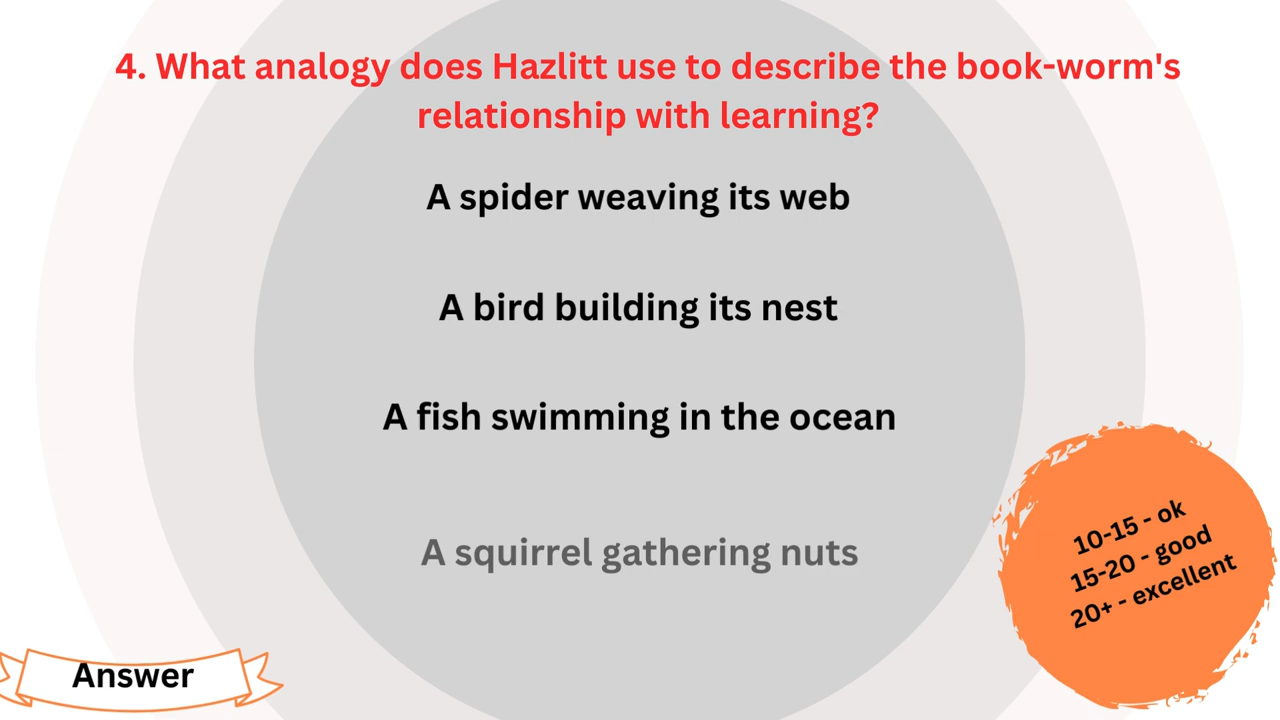 4. What analogy does Hazlitt use to describe the book-worm's
relationship with learning?
A spider weaving its web
A bird building its nest
A fish swimming in the ocean
A squirrel gathering nuts
10-15 - ok
15-20 - good
20+ - excellent
Answer